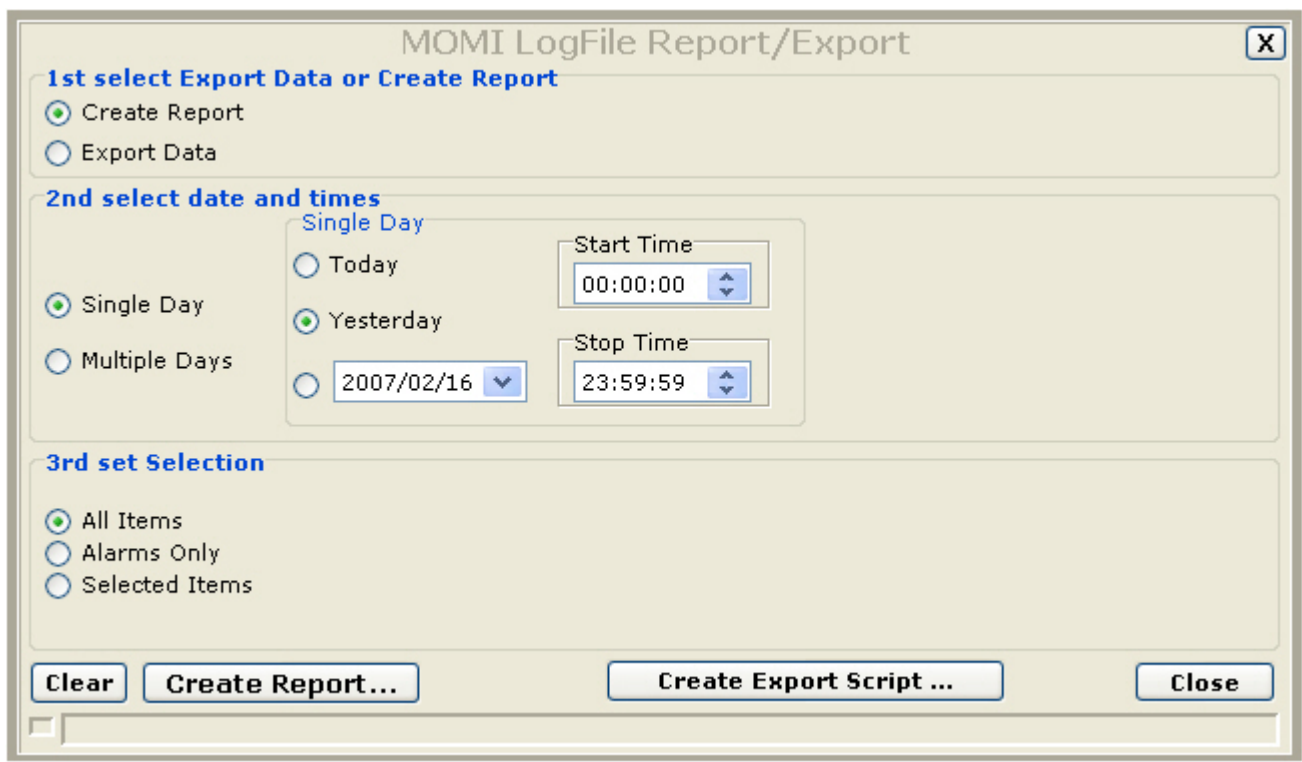 MOMI LogFile Report/Export
X
1st select Export Data or Create Report
Create Report
Export Data
2nd select date and times
Single Day
Multiple Days
Single Day
Today
Yesterday
2007/02/16
Start Time
00:00:00
Stop Time
23:59:59
3rd set Selection
All Items
Alarms Only
Selected Items
Clear
Create Report...
Create Export Script ...
Close